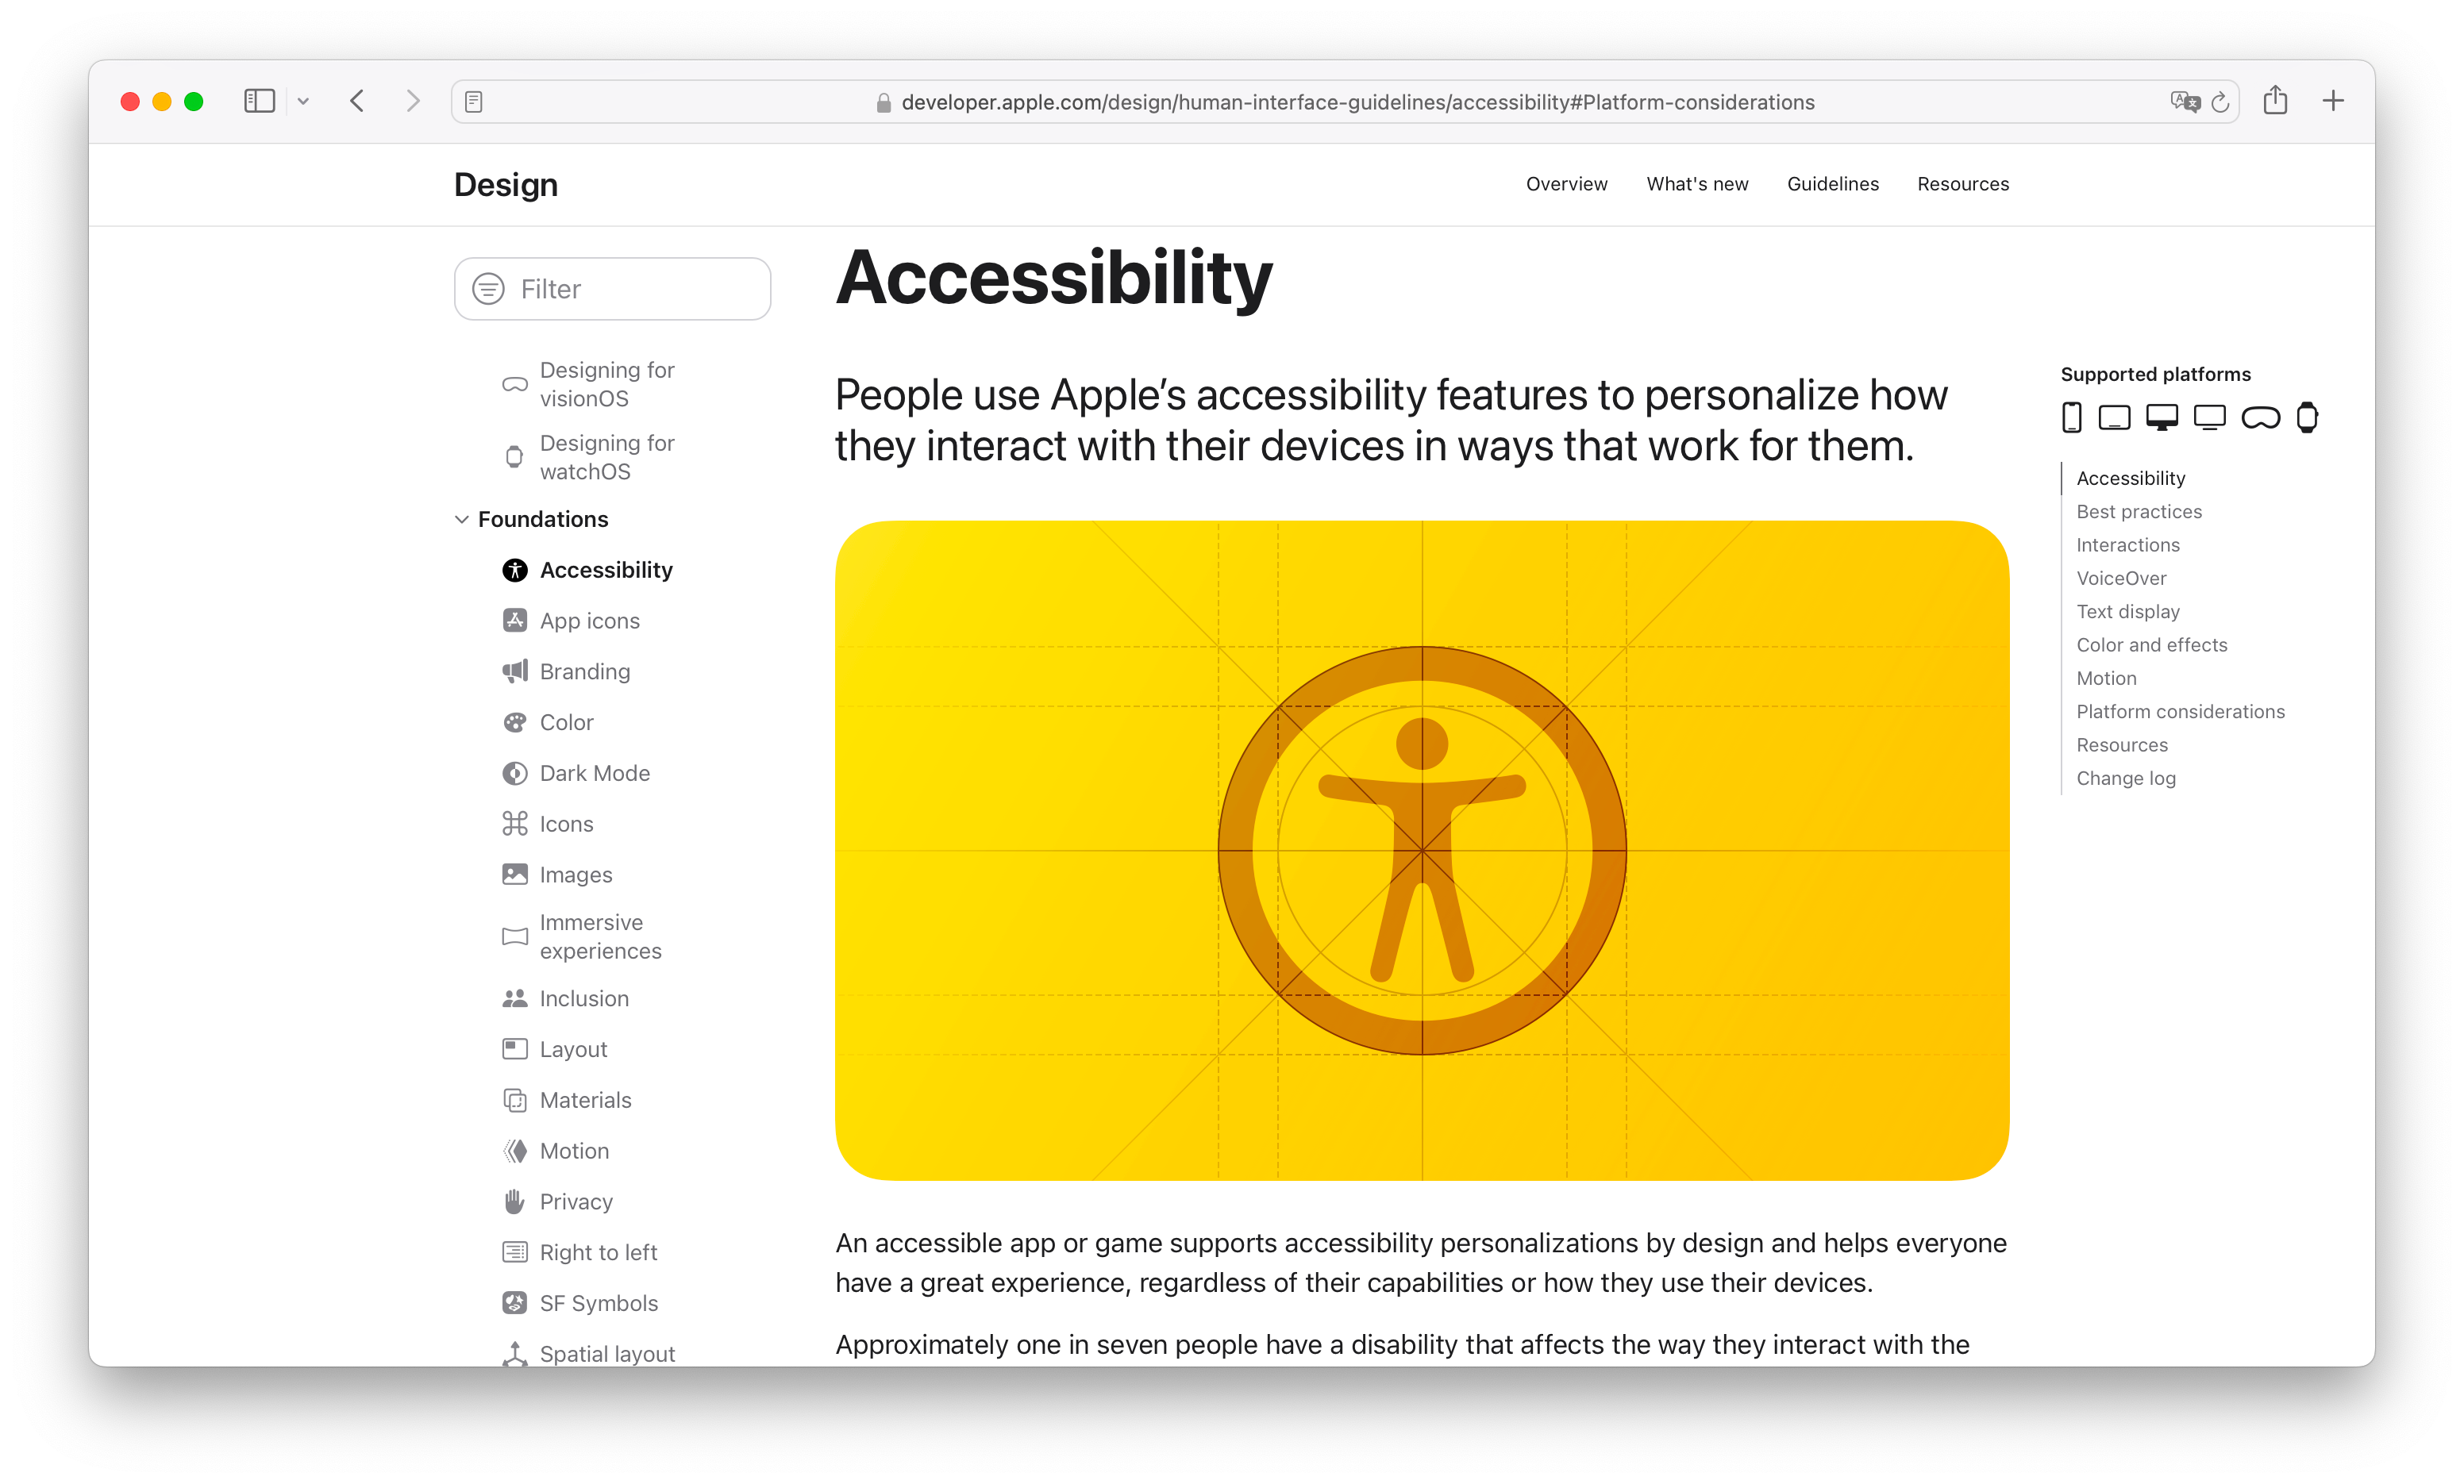 developer.apple.com/design/human-interface-guidelines/accessibility#Platform-considerations
Design
Overview
What's new
Guidelines
Resources
Filter
Designing for
visionOS
Designing for
watchOS
Foundations
Accessibility
App icons
Branding
Color
Dark Mode
Icons
Images
Immersive
experiences
Inclusion
Layout
Materials
Motion
Privacy
Right to left
SF Symbols
Spatial layout
Accessibility
People use Apple’s accessibility features to personalize how
they interact with their devices in ways that work for them.
An accessible app or game supports accessibility personalizations by design and helps everyone
have a great experience, regardless of their capabilities or how they use their devices.
Approximately one in seven people have a disability that affects the way they interact with the
Supported platforms
Accessibility
Best practices
Interactions
VoiceOver
Text display
Color and effects
Motion
Platform considerations
Resources
Change log